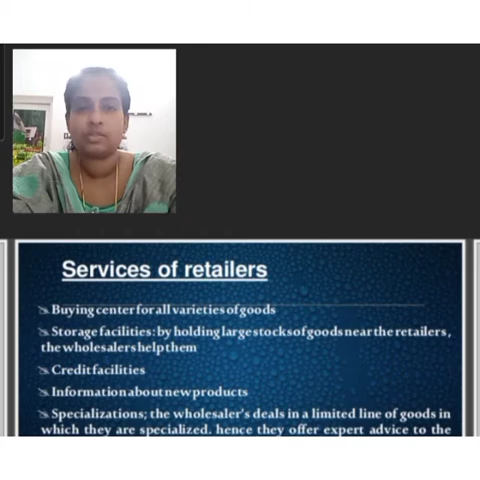 Services of retailers
Buying center for all varieties of goods
Storage facilities: by holding large stocks of goods near the retailers,
the wholesalers help them
Credit facilities
Information about new products
Specializations; the wholesaler's deals in a limited line of goods in
which they are specialized. hence they offer expert advice to the